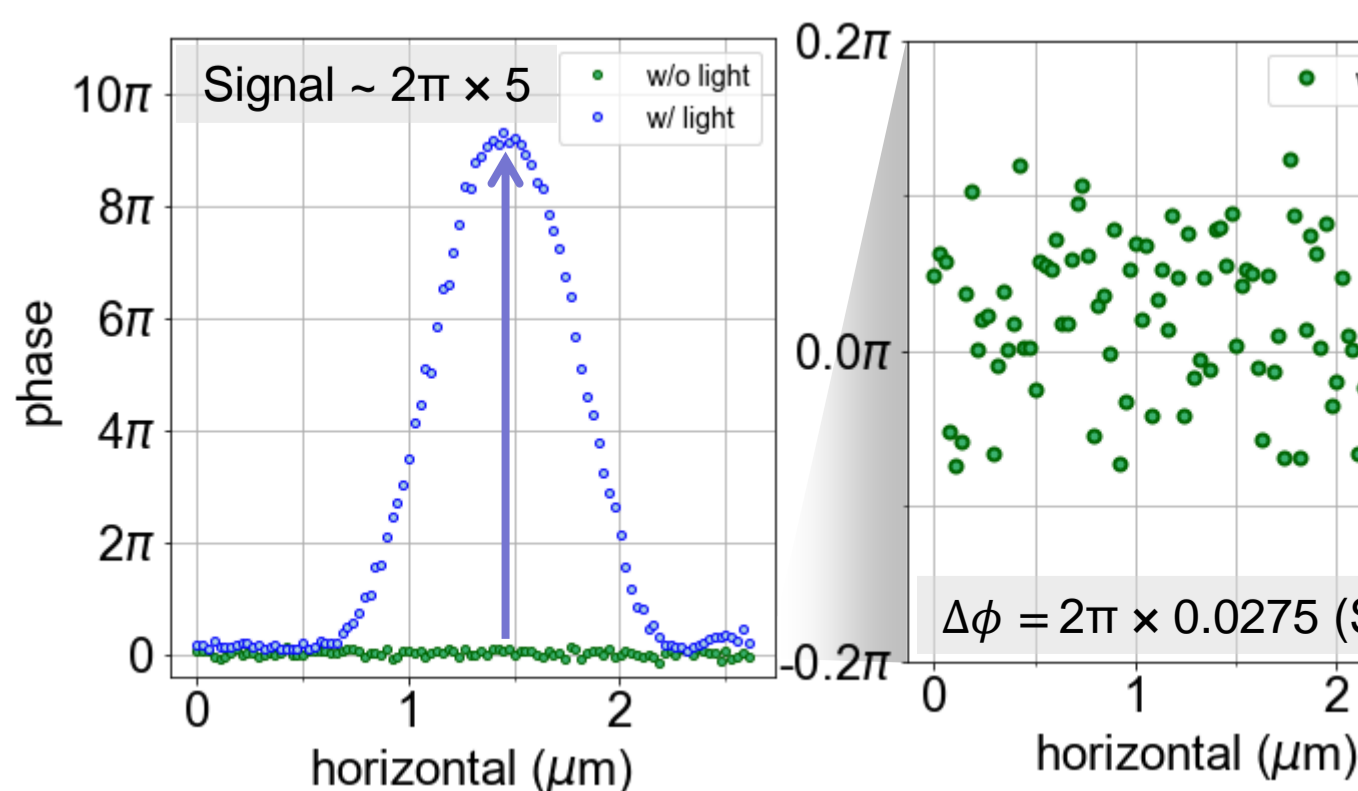 Signal ~ 2π × 5
w/o light
w/ light
10π
8π
6π
4π
2π
0
phase
0 1 2
horizontal (μm)
0.2π
0.0π
-0.2π
Δϕ = 2π × 0.0275 (
0 1 2
horizontal (μm)